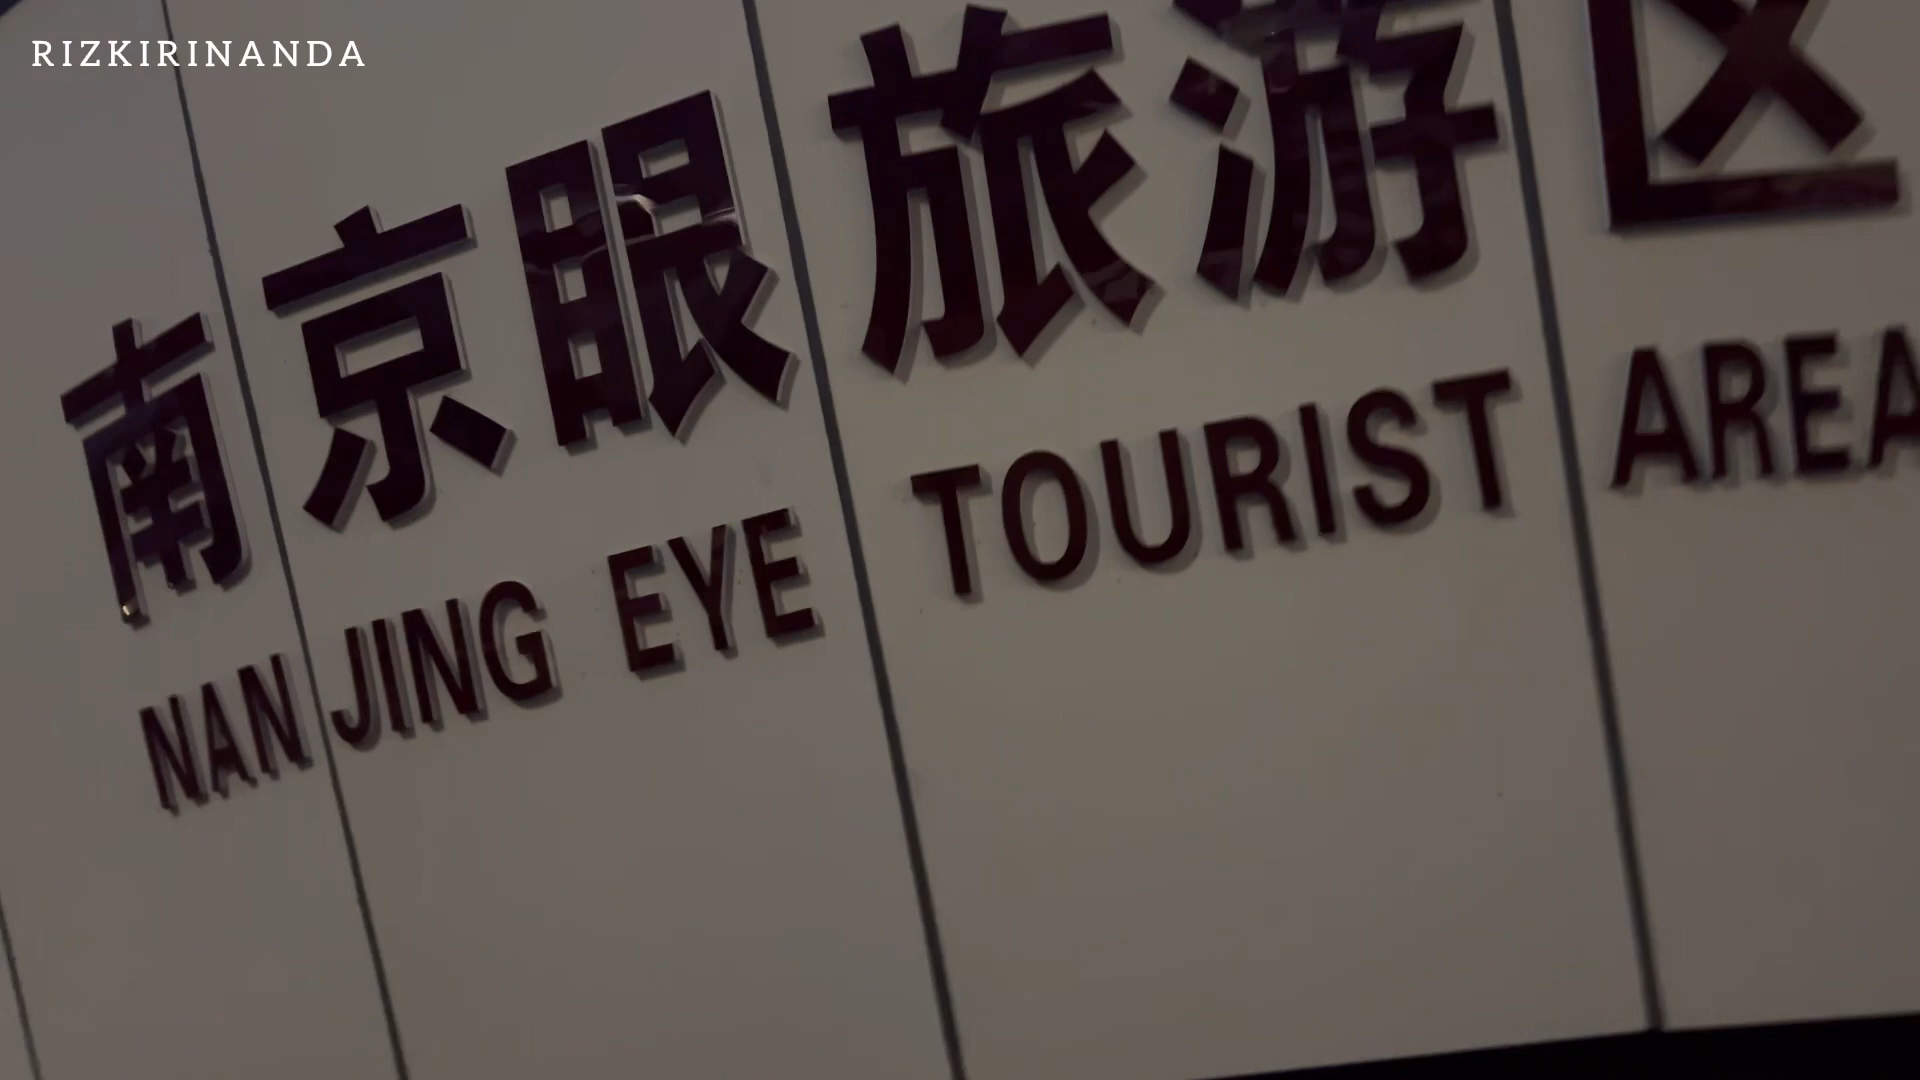 RIZKIRINANDA
南京眼旅游区
NAN JING EYE TOURIST AREA